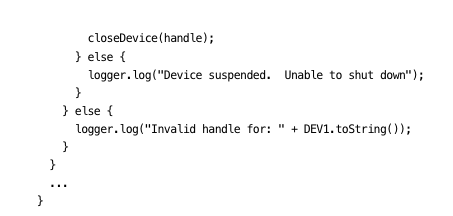 closeDevice(handle);
} else {
logger.log("Device suspended.  Unable to shut down");
}
} else {
logger.log("Invalid handle for: " + DEV1.toString());
}
}
...
}